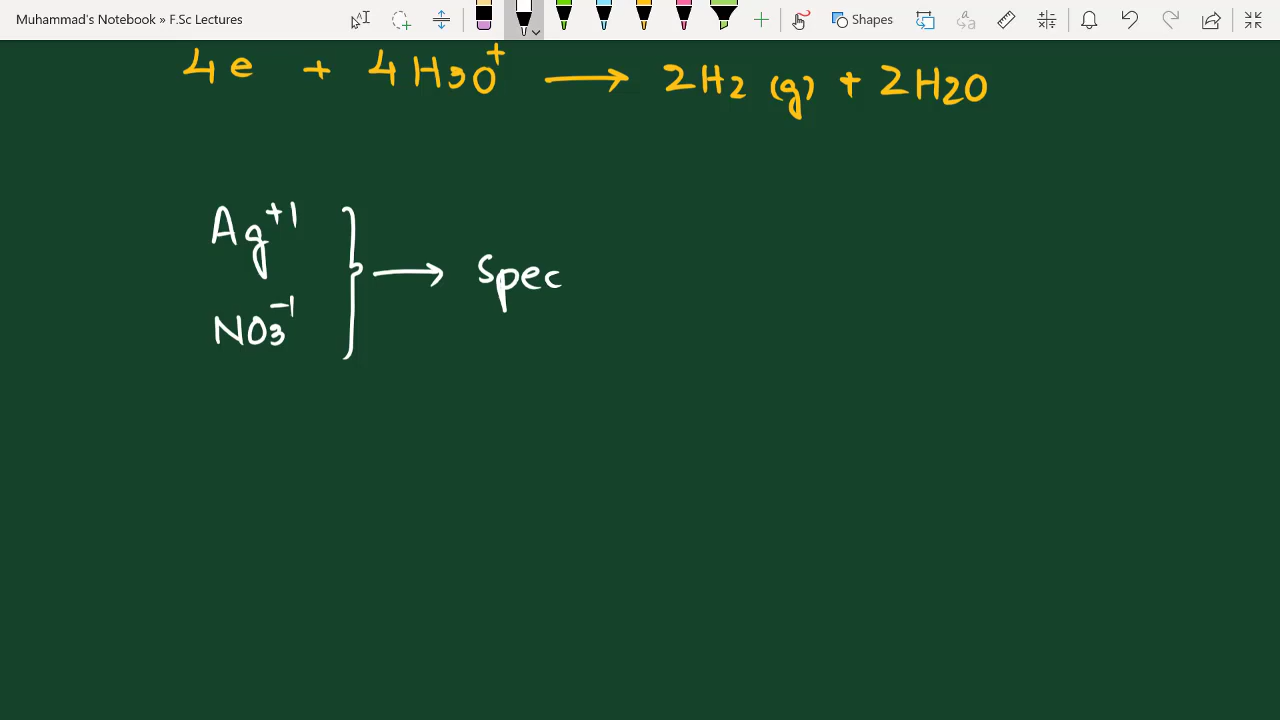 Muhammad's Notebook » F.Sc Lectures
Shapes
4e + 4H3O+ → 2H2 (g) + 2H2O
Ag+1
→ Spec
NO3-1